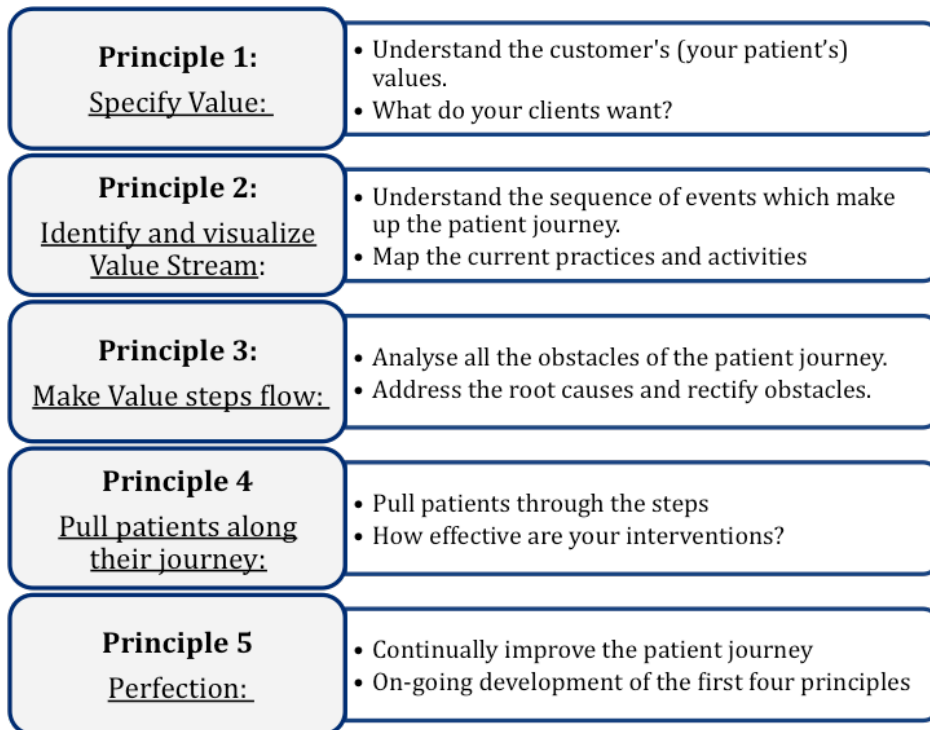 Principle 1:
Specify Value:
• Understand the customer's (your patient’s)
values.
• What do your clients want?
Principle 2:
Identify and visualize
Value Stream:
• Understand the sequence of events which make
up the patient journey.
• Map the current practices and activities
Principle 3:
Make Value steps flow:
• Analyse all the obstacles of the patient journey.
• Address the root causes and rectify obstacles.
Principle 4
Pull patients along
their journey:
• Pull patients through the steps
• How effective are your interventions?
Principle 5
Perfection:
• Continually improve the patient journey
• On-going development of the first four principles